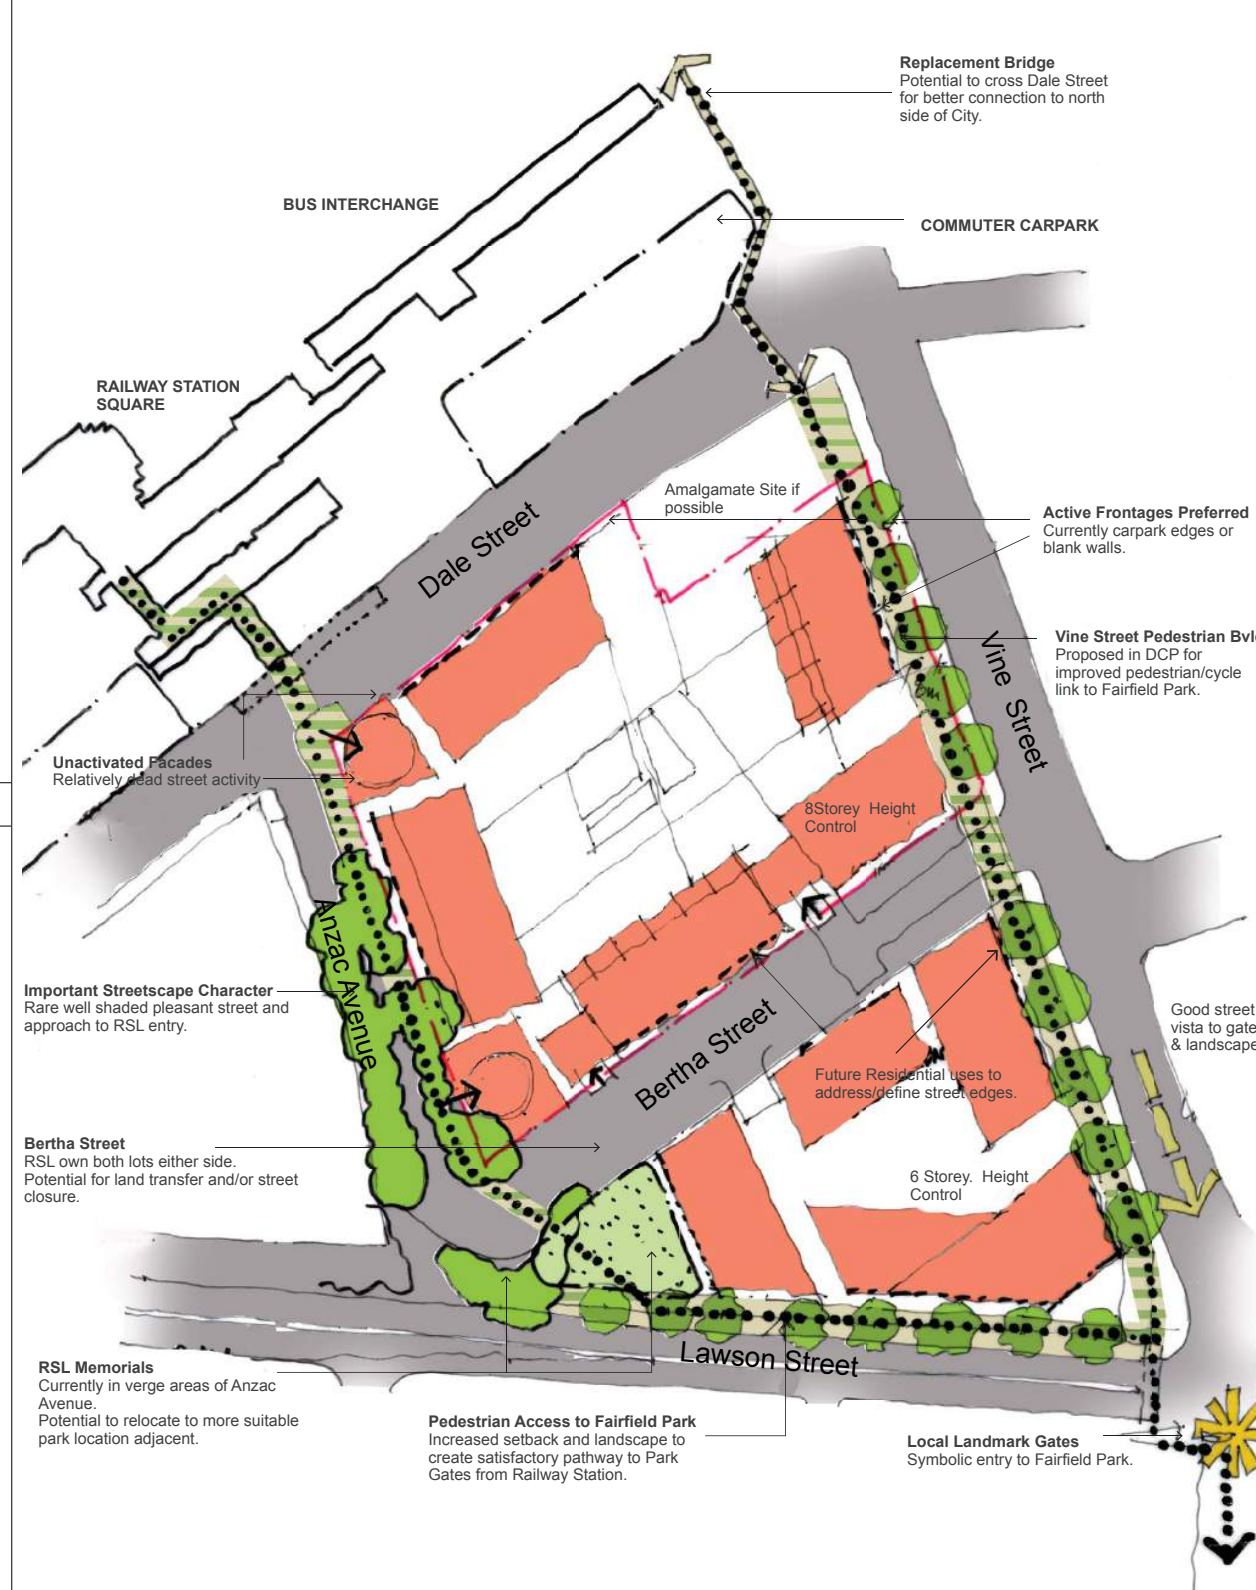 Replacement Bridge
Potential to cross Dale Street
for better connection to north
side of City.
BUS INTERCHANGE
COMMUTER CARPARK
RAILWAY STATION
SQUARE
Amalgamate Site if
possible
Dale Street
Active Frontages Preferred
Currently carpark edges or
blank walls.
Vine Street
Vine Street Pedestrian Bvld
Proposed in DCP for
improved pedestrian/cycle
link to Fairfield Park.
8m
Unactivated Facades
Relatively dead street activity
8Storey Height
Control
Anzac Avenue
Important Streetscape Character
Rare well shaded pleasant street and
approach to RSL entry.
Good street
vista to gate
& landscape
Bertha Street
Future Residential uses to
address/define street edges.
Bertha Street
RSL own both lots either side.
Potential for land transfer and/or street
closure.
6 Storey. Height
Control
Lawson Street
RSL Memorials
Currently in verge areas of Anzac
Avenue.
Potential to relocate to more suitable
park location adjacent.
Pedestrian Access to Fairfield Park
Increased setback and landscape to
create satisfactory pathway to Park
Gates from Railway Station.
Local Landmark Gates
Symbolic entry to Fairfield Park.